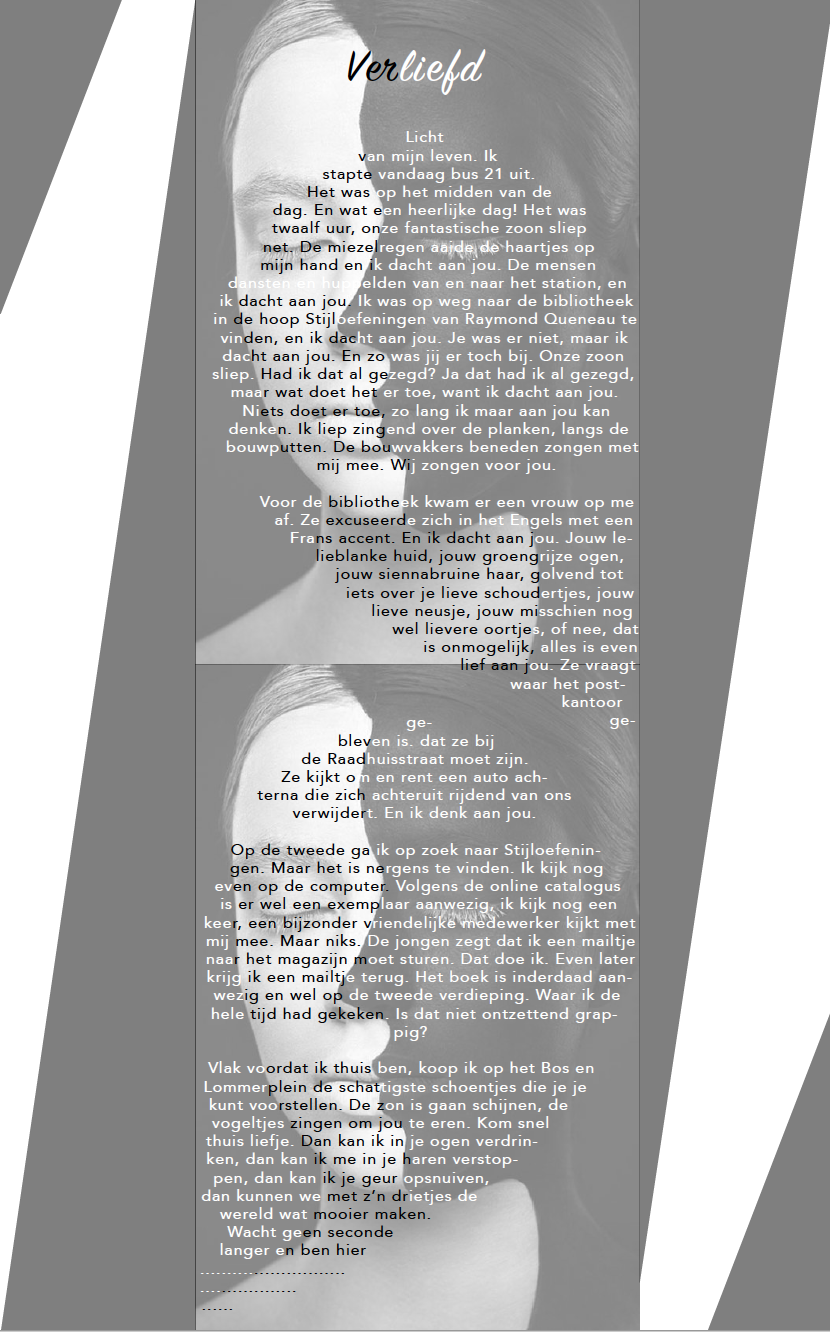 Verliefd
Licht
van mijn leven. Ik
stapte vandaag bus 21 uit.
Het was op het midden van de
dag. En wat een heerlijke dag! Het was
twaalf uur, onze fantastische zoon sliep
net. De miezelregen aaide de haartjes op
mijn hand en ik dacht aan jou. De mensen
dansten en huppelden van en naar het station, en
ik dacht aan jou. Ik was op weg naar de bibliotheek
in de hoop Stijloefeningen van Raymond Queneau te
vinden, en ik dacht aan jou. Je was er niet, maar ik
dacht aan jou. En zo was jij er toch bij. Onze zoon
sliep. Had ik dat al gezegd? Ja dat had ik al gezegd,
maar wat doet het er toe, want ik dacht aan jou.
Niets doet er toe, zo lang ik maar aan jou kan
denken. Ik liep zingend over de planken, langs de
bouwputten. De bouwvakkers beneden zongen met
mij mee. Wij zongen voor jou.
Voor de bibliotheek kwam er een vrouw op me
af. Ze excuseerde zich in het Engels met een
Frans accent. En ik dacht aan jou. Jouw le-
lieblanke huid, jouw groengrijze ogen,
jouw siennabruine haar, golvend tot
iets over je lieve schoudertjes, jouw
lieve neusje, jouw misschien nog
wel lievere oortjes, of nee, dat
is onmogelijk, alles is even
lief aan jou. Ze vraagt
waar het post-
kantoor
ge-
ge-
bleven is. dat ze bij
de Raadhuisstraat moet zijn.
Ze kijkt om en rent een auto ach-
terna die zich achteruit rijdend van ons
verwijdert. En ik denk aan jou.
Op de tweede ga ik op zoek naar Stijloefenin-
gen. Maar het is nergens te vinden. Ik kijk nog
even op de computer. Volgens de online catalogus
is er wel een exemplaar aanwezig, ik kijk nog een
keer, een bijzonder vriendelijke medewerker kijkt met
mij mee. Maar niks. De jongen zegt dat ik een mailtje
naar het magazijn moet sturen. Dat doe ik. Even later
krijg ik een mailtje terug. Het boek is inderdaad aan-
wezig en wel op de tweede verdieping. Waar ik de
hele tijd had gekeken. Is dat niet ontzettend grap-
pig?
Vlak voordat ik thuis ben, koop ik op het Bos en
Lommerplein de schattigste schoentjes die je je
kunt voorstellen. De zon is gaan schijnen, de
vogeltjes zingen om jou te eren. Kom snel
thuis liefje. Dan kan ik in je ogen verdrin-
ken, dan kan ik me in je haren verstop-
pen, dan kan ik je geur opsnuiven,
dan kunnen we met z'n drietjes de
wereld wat mooier maken.
Wacht geen seconde
langer en ben hier
.............................
...................
......